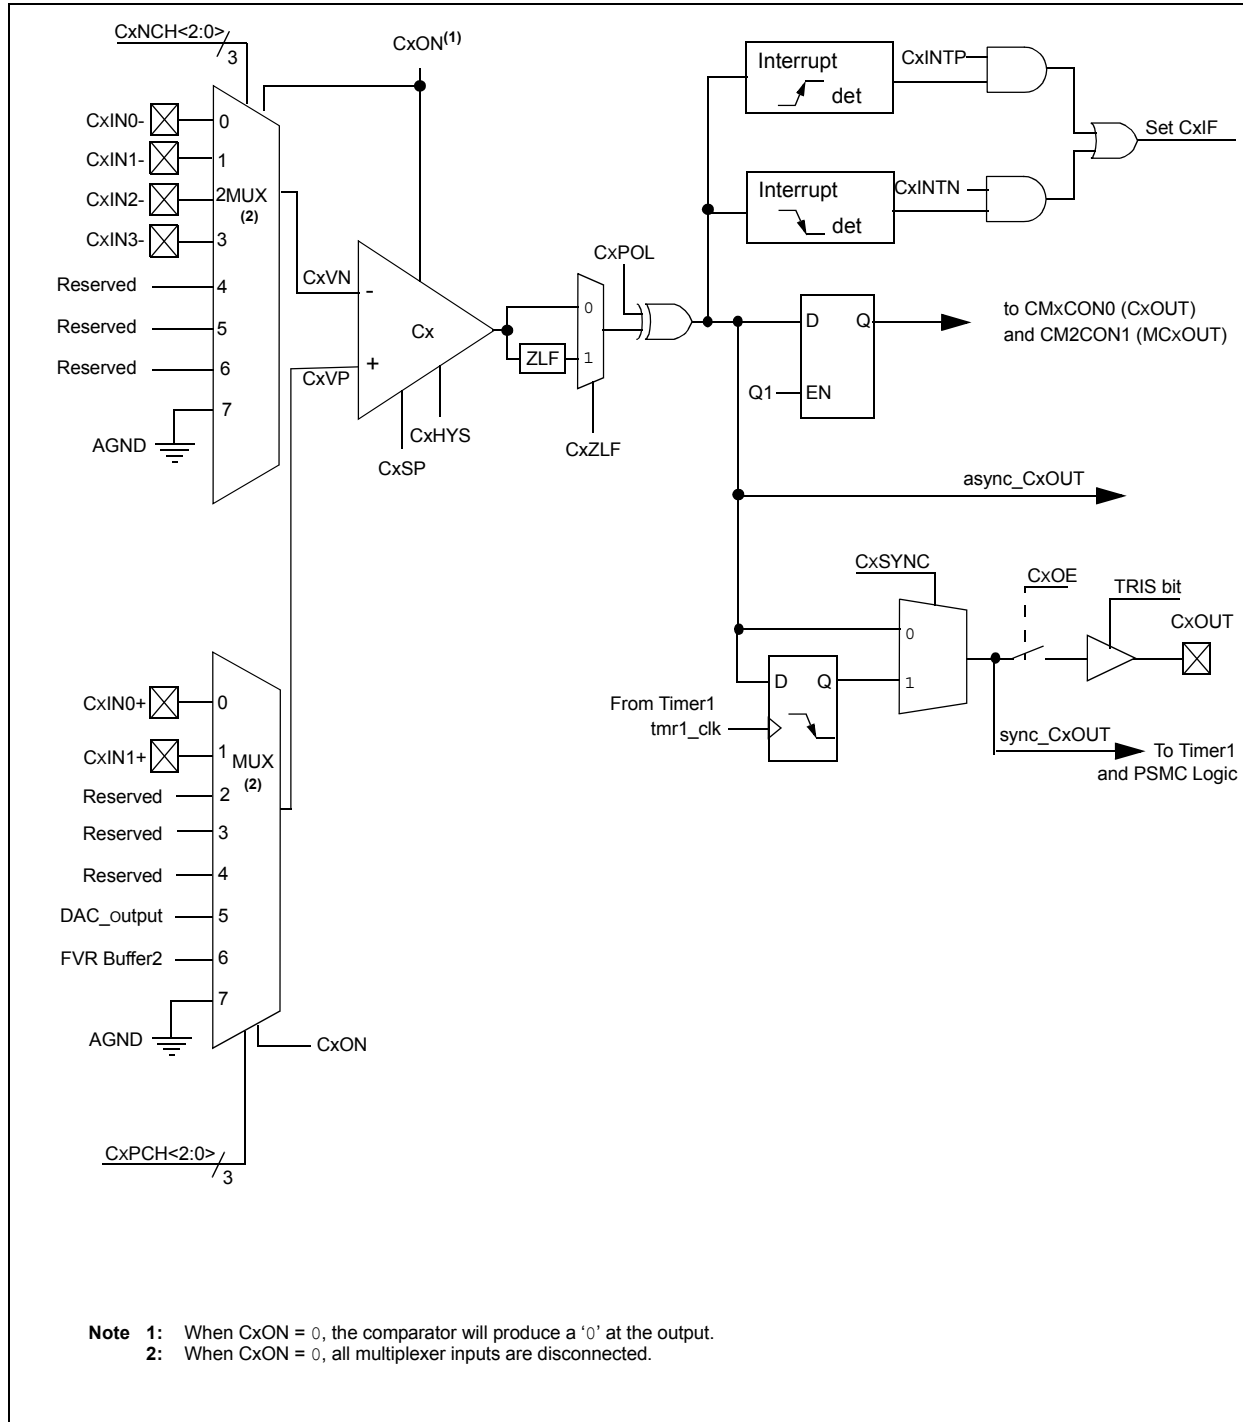 CxNCH<2:0>
3
CxON(1)
CxIN0-
0
CxIN1-
1
CxIN2-
2
MUX
(2)
CxIN3-
3
Reserved
4
Reserved
5
Reserved
6
7
AGND
CxVN
-
Cx
+
CxVP
CxHYS
CxSP
0
ZLF
1
CxZLF
CxPOL
Interrupt
det
CxINTP
Interrupt
det
CxINTN
Set CxIF
D
Q
Q1
EN
to CMxCON0 (CxOUT)
and CM2CON1 (MCxOUT)
async_CxOUT
CxSYNC
0
1
D
Q
From Timer1
tmr1_clk
CxOE
TRIS bit
CxOUT
sync_CxOUT
To Timer1
and PSMC Logic
CxIN0+
0
CxIN1+
1
MUX
(2)
Reserved
2
Reserved
3
Reserved
4
DAC_output
5
FVR Buffer2
6
7
AGND
CxON
CxPCH<2:0>
3
Note 1: When CxON = 0, the comparator will produce a ‘0’ at the output.
2: When CxON = 0, all multiplexer inputs are disconnected.